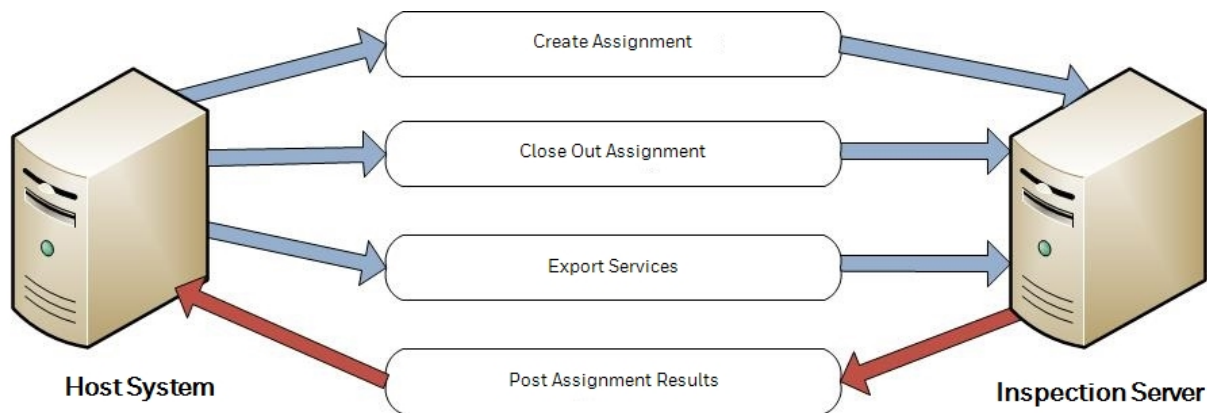 Create Assignment
Close Out Assignment
Export Services
Post Assignment Results
Host System
Inspection Server